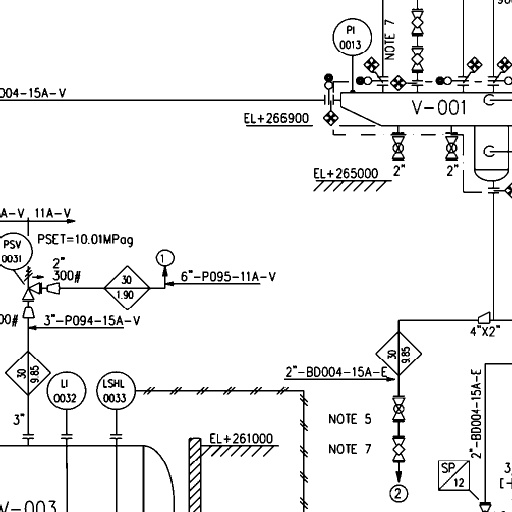 NOTE 7
PI
0013
004-15A-V
V-001
EL+266900
2"
2"
EL+265000
A-V
11A-V
PSV
0031
PSET=10.01MPag
2"
300#
30
1.90
1
6"-P095-11A-V
00#
3"-P094-15A-V
4"X2"
30
9.85
30
9.85
2"-BD004-15A-E
LI
0032
LSHL
0033
2"-BD004-15A-E
3"
NOTE 5
NOTE 7
EL+261000
SP
12
3
[-
2
V-003